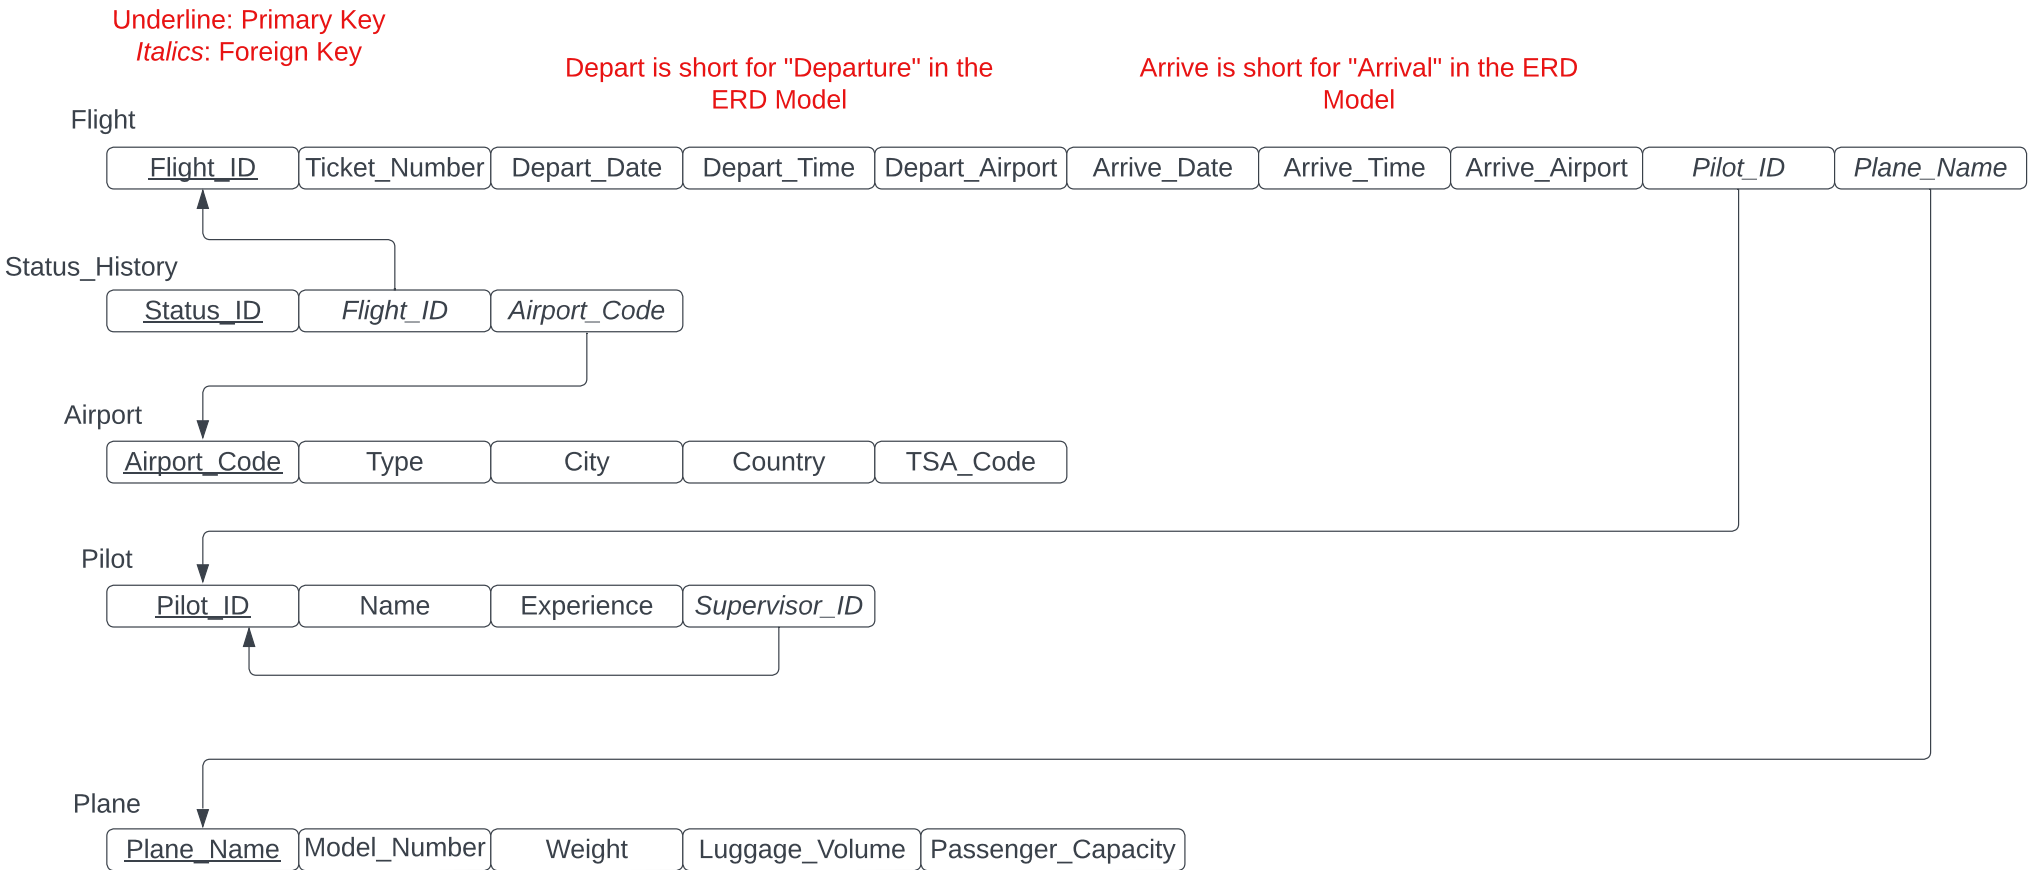 Underline: Primary Key
Italics: Foreign Key
Depart is short for "Departure" in the
ERD Model
Arrive is short for "Arrival" in the ERD
Model
Flight
Flight_ID Ticket_Number Depart_Date Depart_Time Depart_Airport Arrive_Date Arrive_Time Arrive_Airport Pilot_ID Plane_Name
Status_History
Status_ID Flight_ID Airport_Code
Airport
Airport_Code Type City Country TSA_Code
Pilot
Pilot_ID Name Experience Supervisor_ID
Plane
Plane_Name Model_Number Weight Luggage_Volume Passenger_Capacity